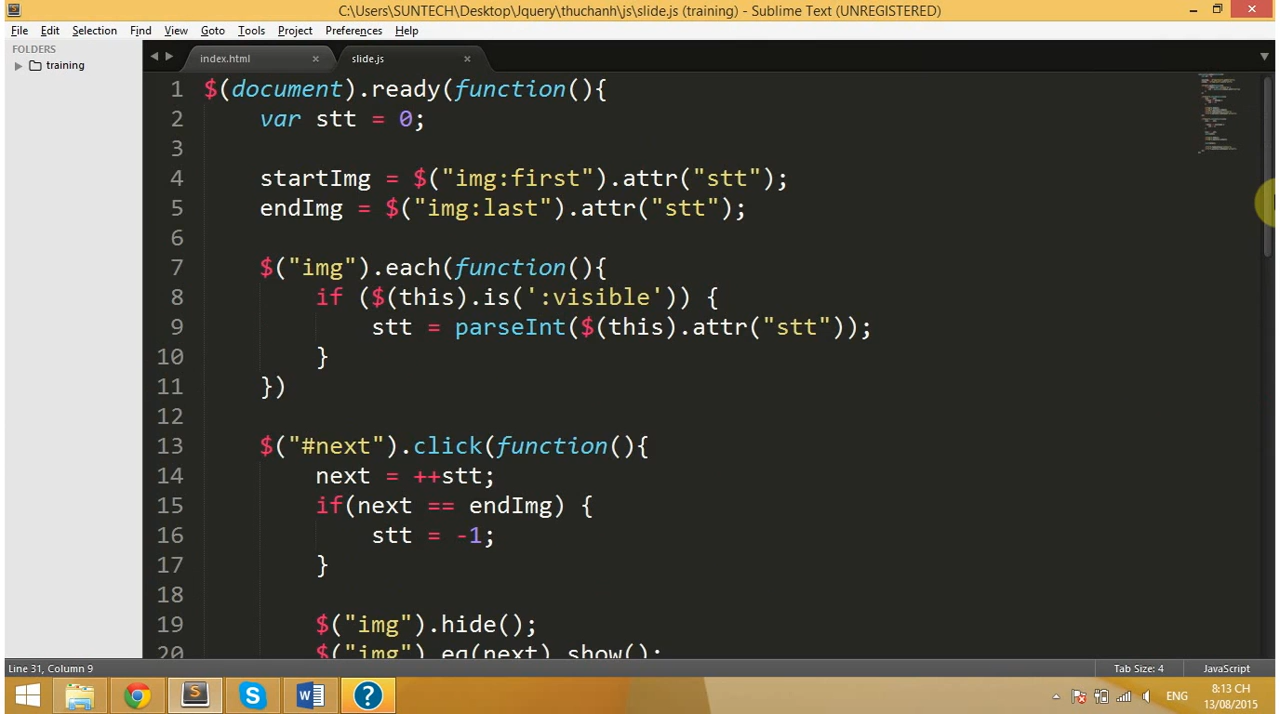 C:\Users\SUNTECH\Desktop\Jquery\thuchanh\js\slide.js (training) - Sublime Text (UNREGISTERED)
File Edit Selection Find View Goto Tools Project Preferences Help
FOLDERS
training
index.html
slide.js
1 $(document).ready(function(){
2 var stt = 0;
3
4 startImg = $("img:first").attr("stt");
5 endImg = $("img:last").attr("stt");
6
7 $("img").each(function(){
8 if ($(this).is(':visible')) {
9 stt = parseInt($(this).attr("stt"));
10 }
11 })
12
13 $("#next").click(function(){
14 next = ++stt;
15 if(next == endImg) {
16 stt = -1;
17 }
18
19 $("img").hide();
20 $("img").eq(next).show();
Line 31, Column 9
Tab Size: 4
JavaScript
ENG
8:13 CH
13/08/2015